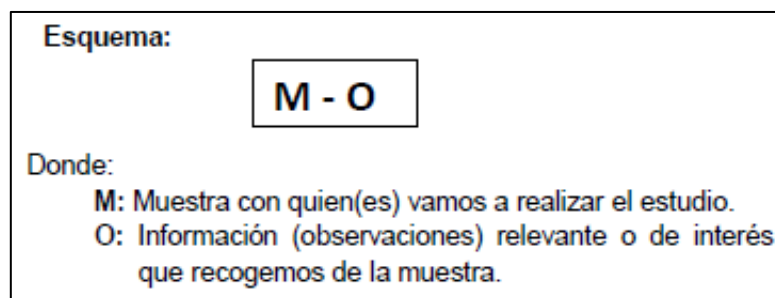 Esquema:
M - O
Donde:
M: Muestra con quien(es) vamos a realizar el estudio.
O: Información (observaciones) relevante o de interés
que recogemos de la muestra.